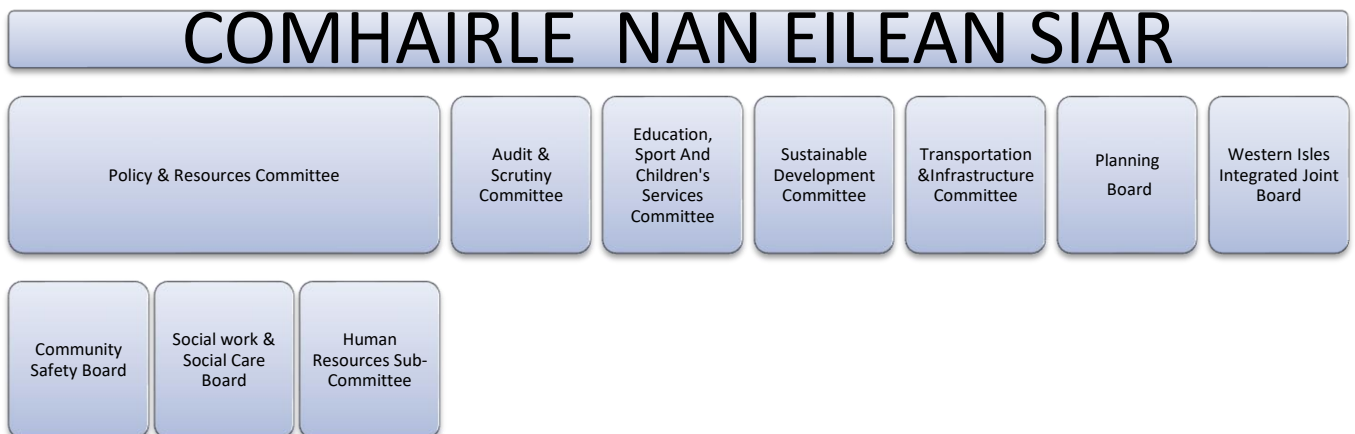 COMHAIRLE NAN EILEAN SIAR
Policy & Resources Committee
Audit &
Scrutiny
Committee
Education,
Sport And
Children's
Services
Committee
Sustainable
Development
Committee
Transportation
&Infrastructure
Committee
Planning
Board
Western Isles
Integrated Joint
Board
Community
Safety Board
Social work &
Social Care
Board
Human
Resources Sub-
Committee